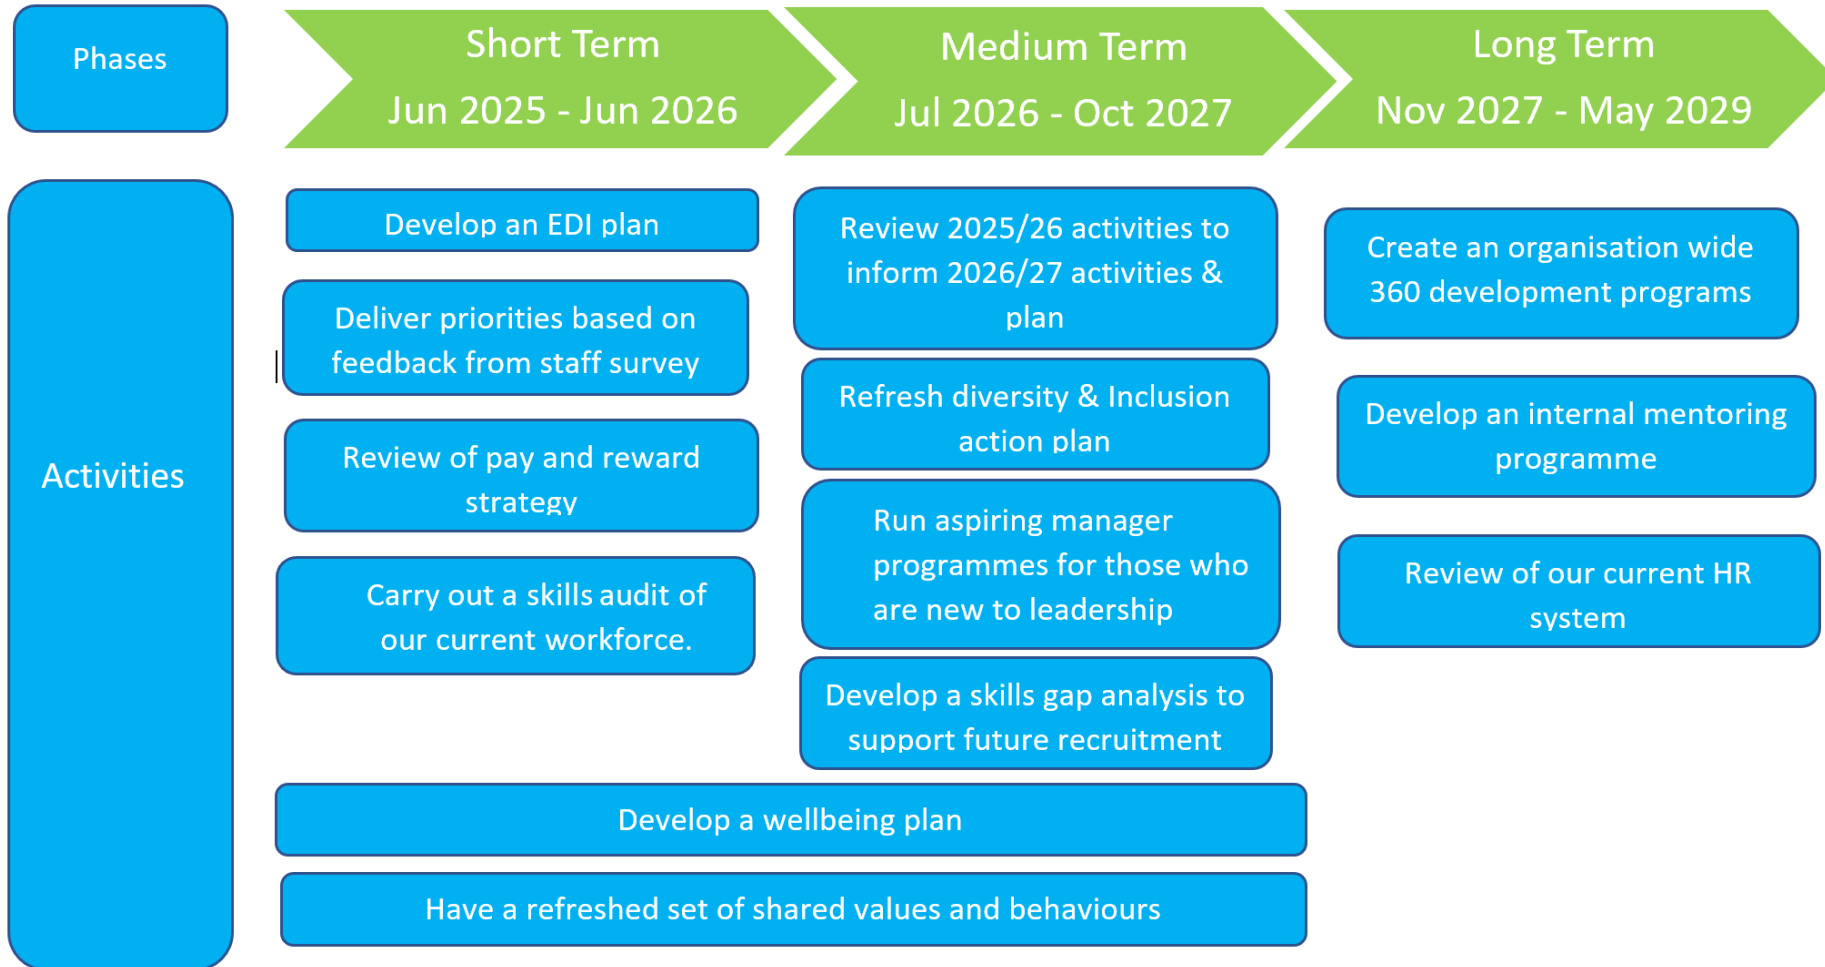 Phases
Short Term
Jun 2025 - Jun 2026
Medium Term
Jul 2026 - Oct 2027
Long Term
Nov 2027 - May 2029
Activities
Develop an EDI plan
Deliver priorities based on
feedback from staff survey
Review of pay and reward
strategy
Carry out a skills audit of
our current workforce.
Review 2025/26 activities to
inform 2026/27 activities &
plan
Refresh diversity & Inclusion
action plan
Run aspiring manager
programmes for those who
are new to leadership
Develop a skills gap analysis to
support future recruitment
Create an organisation wide
360 development programs
Develop an internal mentoring
programme
Review of our current HR
system
Develop a wellbeing plan
Have a refreshed set of shared values and behaviours